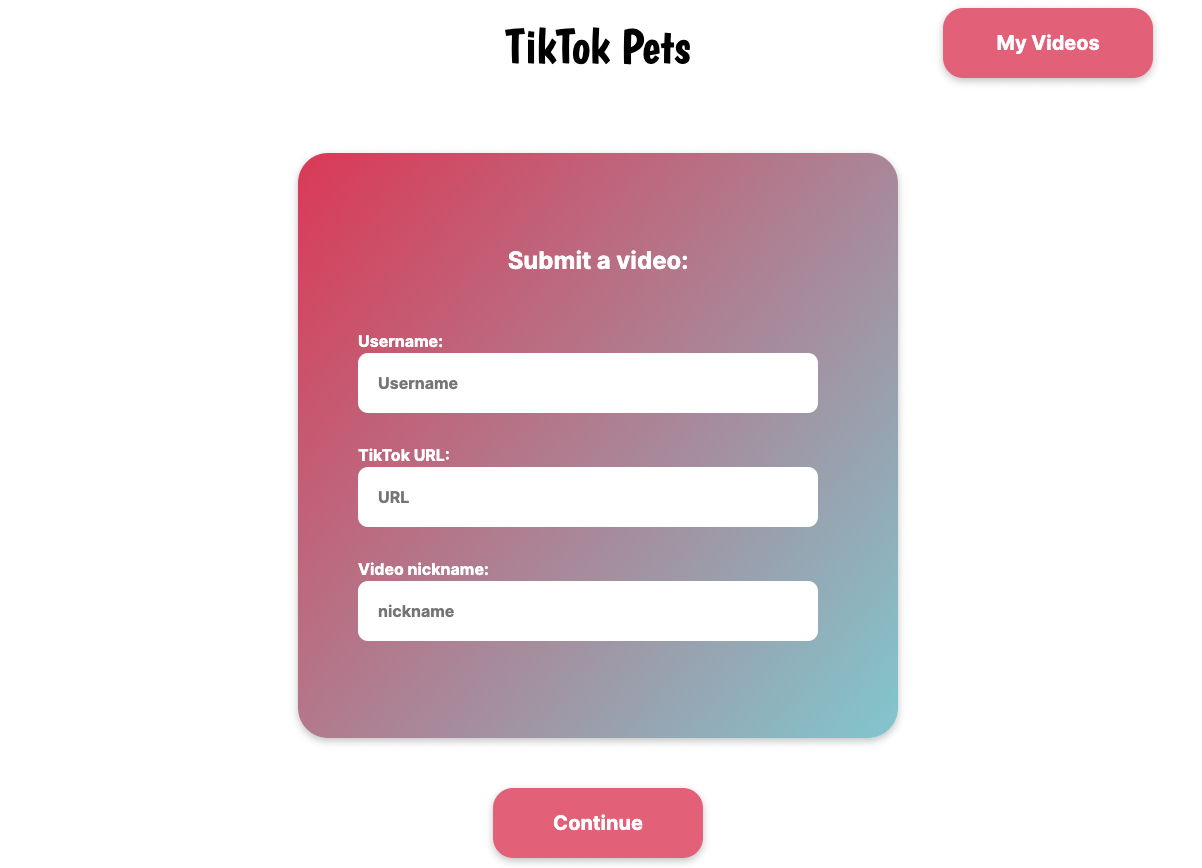 TikTok Pets
My Videos
Submit a video:
Username:
Username
TikTok URL:
URL
Video nickname:
nickname
Continue